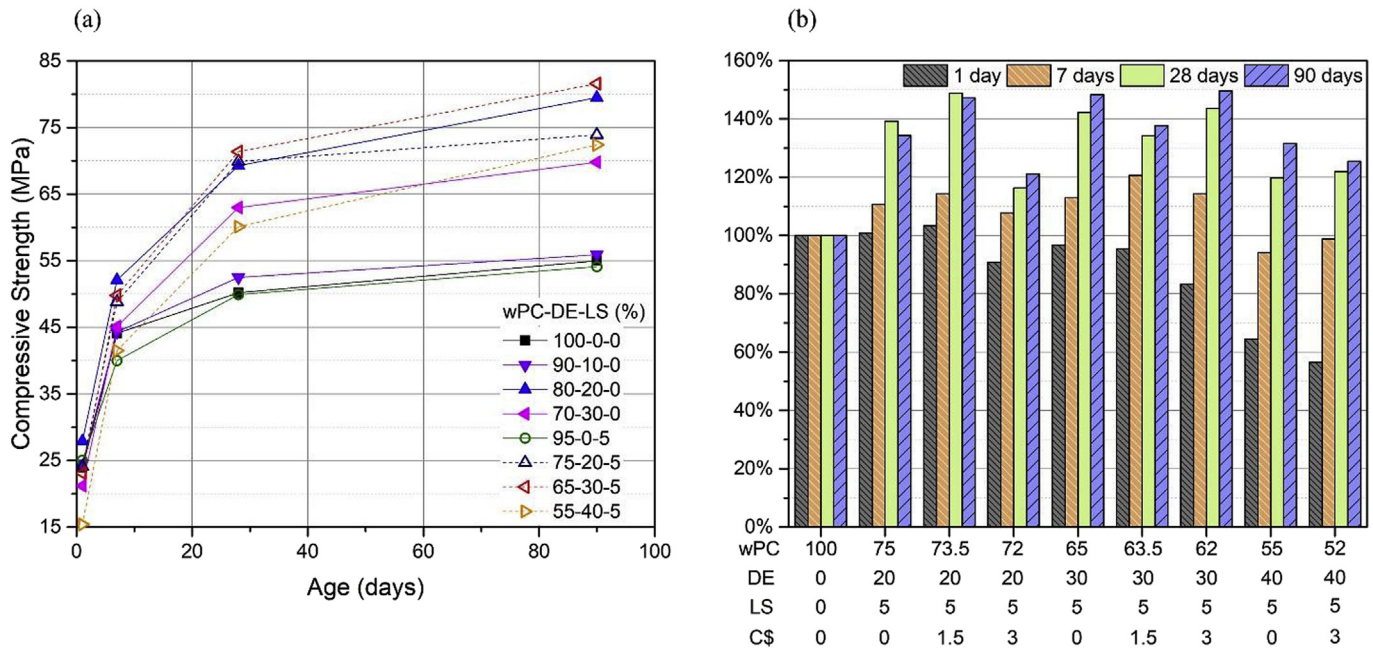 (a)
85
75
65
55
45
35
25
15
0 20 40 60 80 100
Compressive Strength (MPa)
Age (days)
wPC-DE-LS (%)
100-0-0
90-10-0
80-20-0
70-30-0
95-0-5
75-20-5
65-30-5
55-40-5
(b)
160%
140%
120%
100%
80%
60%
40%
20%
0%
1 day 7 days 28 days 90 days
wPC 100 75 73.5 72 65 63.5 62 55 52
DE 0 20 20 20 30 30 30 40 40
LS 0 5 5 5 5 5 5 5 5
C$ 0 0 1.5 3 0 1.5 3 0 3